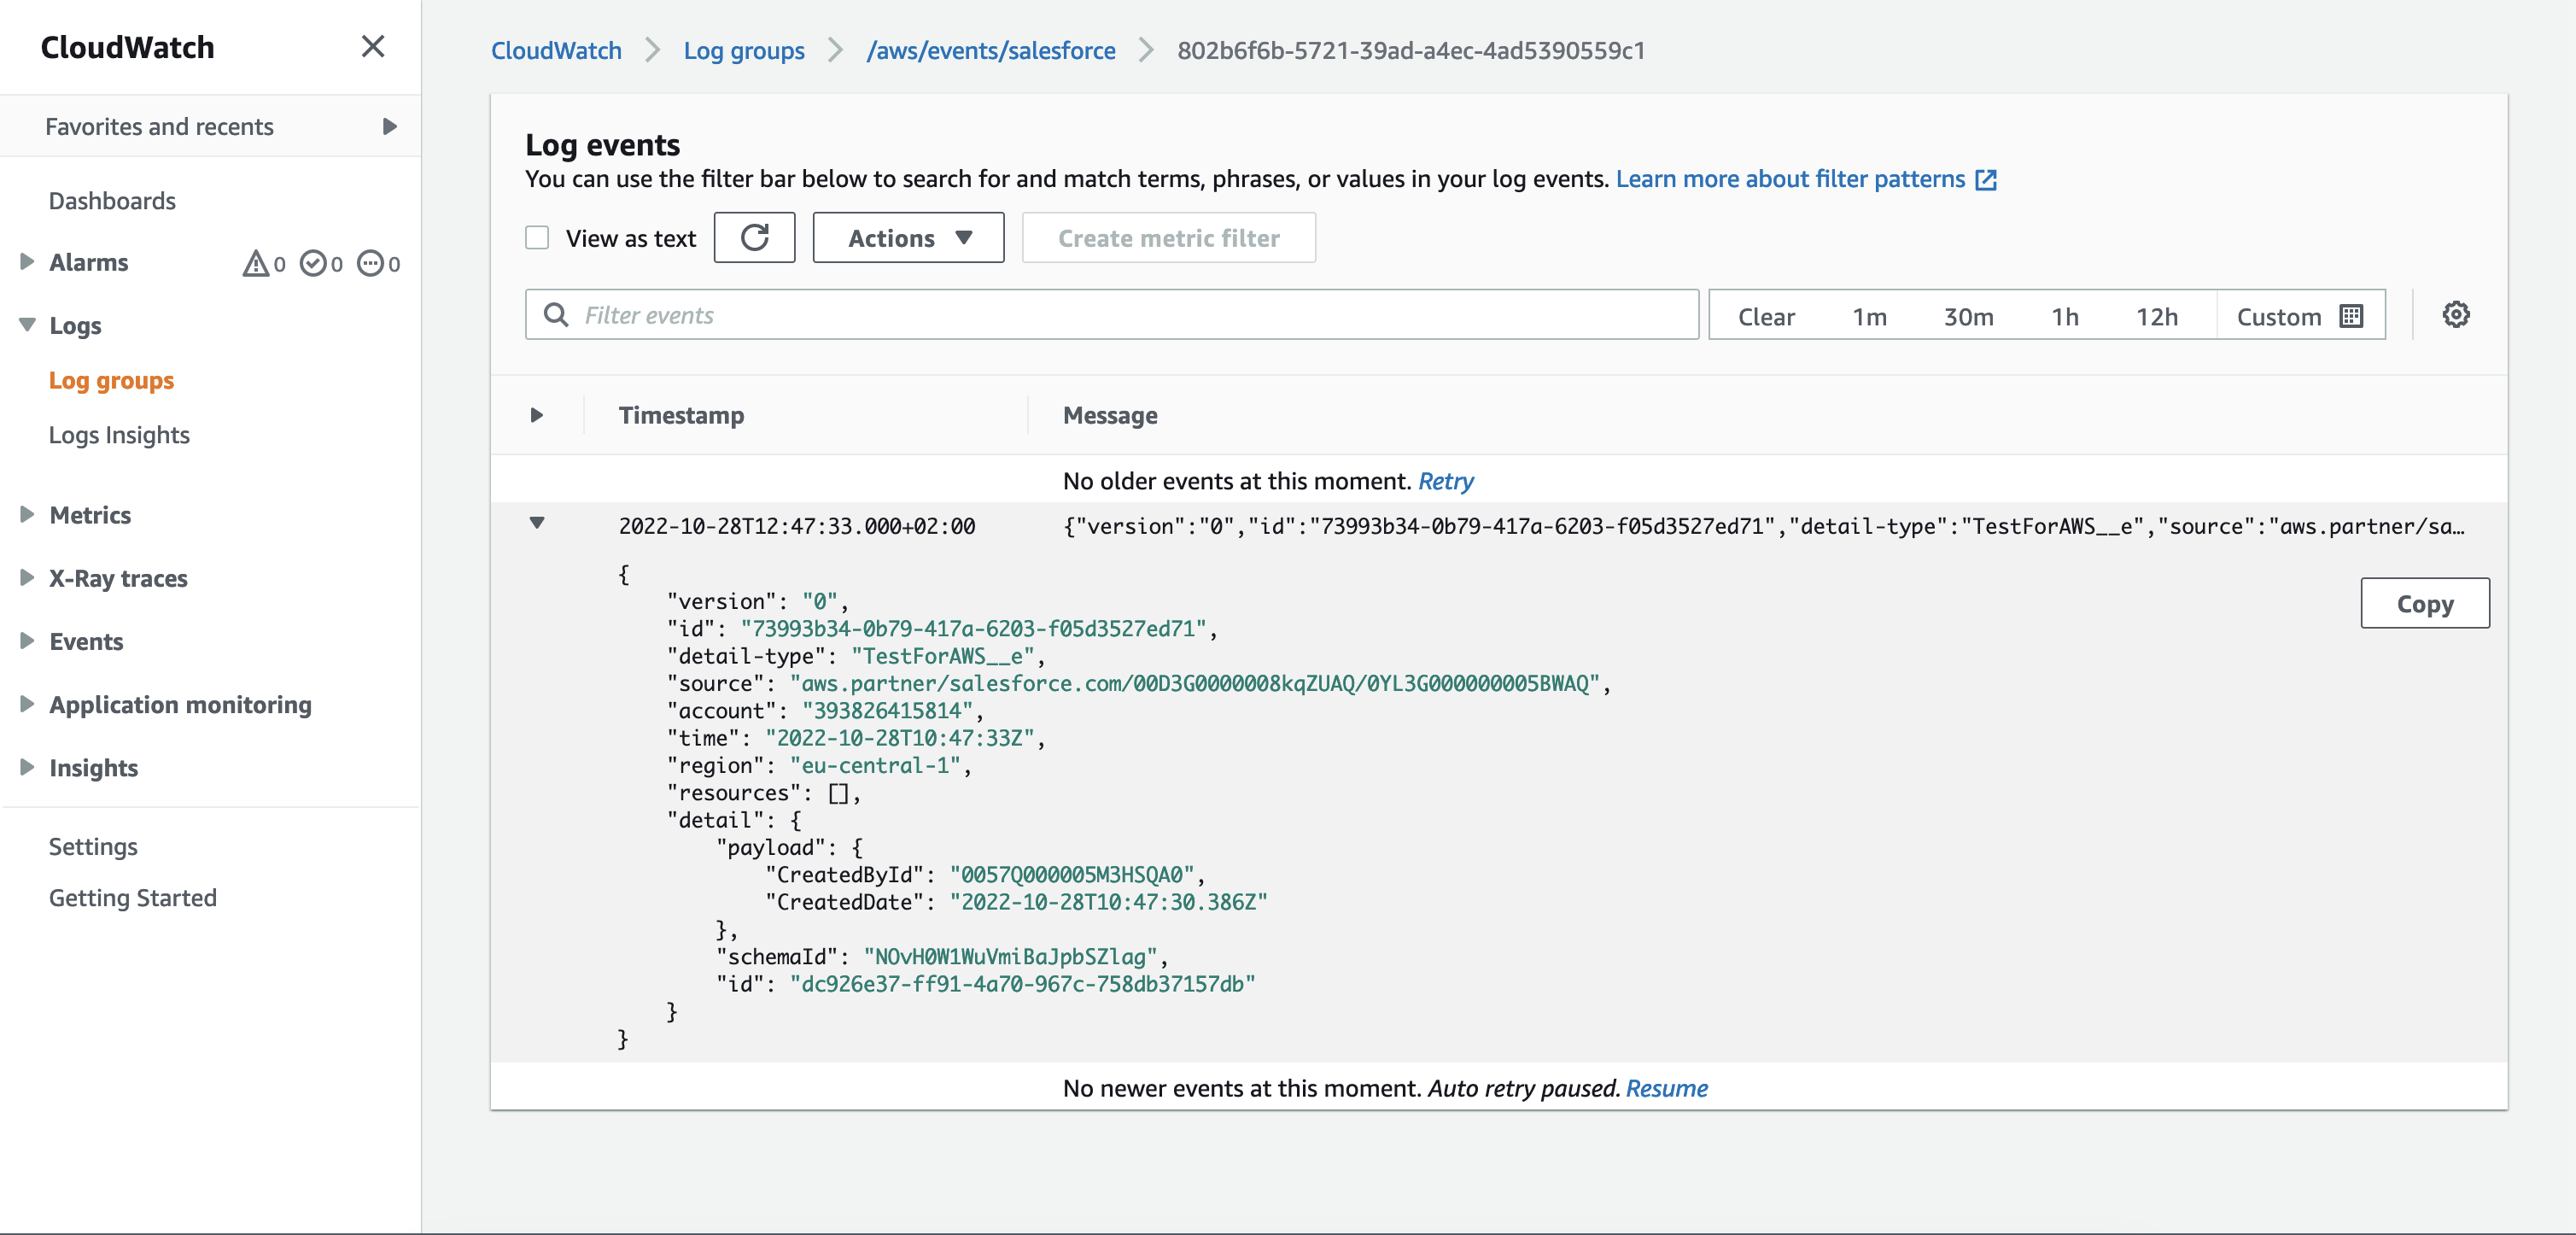 CloudWatch
Favorites and recents
Dashboards
Alarms 0 0 0
Logs
Log groups
Logs Insights
Metrics
X-Ray traces
Events
Application monitoring
Insights
Settings
Getting Started
CloudWatch Log groups /aws/events/salesforce 802b6f6b-5721-39ad-a4ec-4ad5390559c1
Log events
You can use the filter bar below to search for and match terms, phrases, or values in your log events. Learn more about filter patterns
View as text Actions Create metric filter
Filter events Clear 1m 30m 1h 12h Custom
Timestamp Message
No older events at this moment. Retry
2022-10-28T12:47:33.000+02:00 {"version":"0","id":"73993b34-0b79-417a-6203-f05d3527ed71","detail-type":"TestForAWS__e","source":"aws.partner/sa…
{
"version": "0",
"id": "73993b34-0b79-417a-6203-f05d3527ed71",
"detail-type": "TestForAWS__e",
"source": "aws.partner/salesforce.com/00D3G0000008kqZUAQ/0YL3G000000005BWAQ",
"account": "393826415814",
"time": "2022-10-28T10:47:33Z",
"region": "eu-central-1",
"resources": [],
"detail": {
"payload": {
"CreatedById": "0057Q000005M3HSQA0",
"CreatedDate": "2022-10-28T10:47:30.386Z"
},
"schemaId": "NOvH0W1WuVmiBaJpbSZlag",
"id": "dc926e37-ff91-4a70-967c-758db37157db"
}
}
Copy
No newer events at this moment. Auto retry paused. Resume